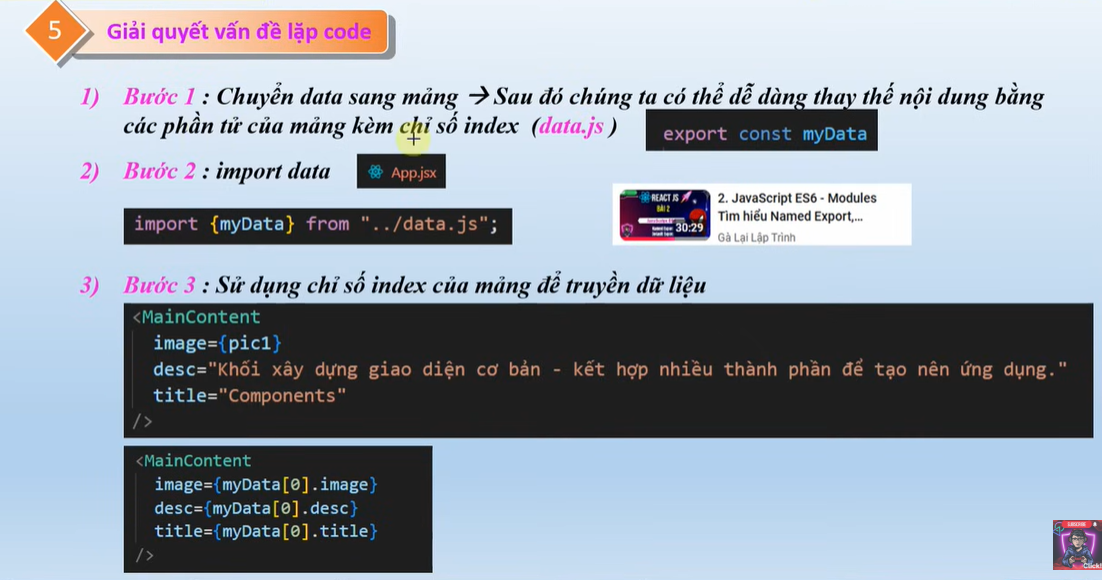 5
Giải quyết vấn đề lặp code
1) Bước 1 : Chuyển data sang mảng → Sau đó chúng ta có thể dễ dàng thay thế nội dung bằng
các phần tử của mảng kèm chỉ số index (data.js )
export const myData
2) Bước 2 : import data
App.jsx
import {myData} from "../data.js";
REACT JS
BÀI 2
30:29
2. JavaScript ES6 - Modules
Tìm hiểu Named Export,...
Gà Lại Lập Trình
3) Bước 3 : Sử dụng chỉ số index của mảng để truyền dữ liệu
<MainContent
image={pic1}
desc="Khối xây dựng giao diện cơ bản - kết hợp nhiều thành phần để tạo nên ứng dụng."
title="Components"
/>
<MainContent
image={myData[0].image}
desc={myData[0].desc}
title={myData[0].title}
/>
SUBSCRIBE
Click!